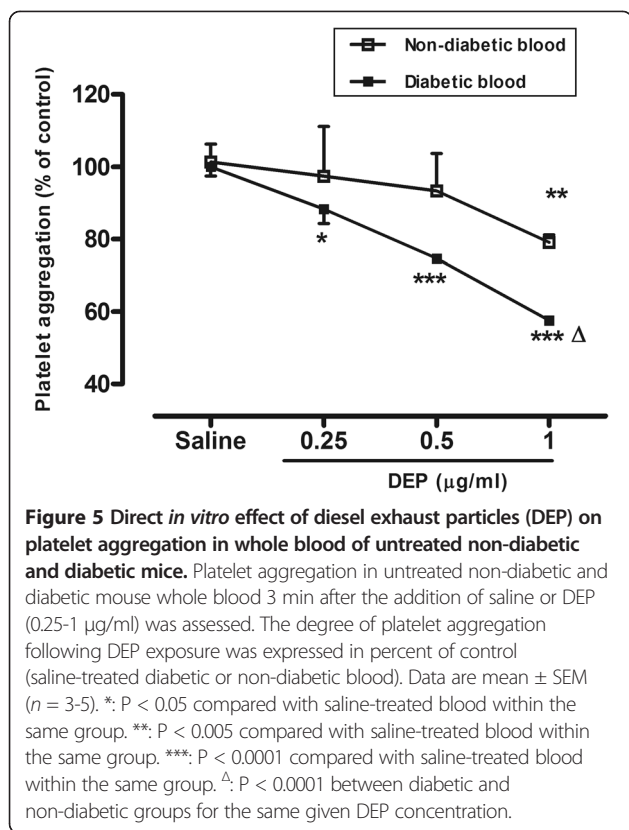 Non-diabetic blood
Diabetic blood
Platelet aggregation (% of control)
120
100
80
60
40
*
***
**
*** Δ
Saline
0.25
0.5
1
DEP (μg/ml)
Figure 5 Direct in vitro effect of diesel exhaust particles (DEP) on
platelet aggregation in whole blood of untreated non-diabetic
and diabetic mice. Platelet aggregation in untreated non-diabetic and
diabetic mouse whole blood 3 min after the addition of saline or DEP
(0.25-1 μg/ml) was assessed. The degree of platelet aggregation
following DEP exposure was expressed in percent of control
(saline-treated diabetic or non-diabetic blood). Data are mean ± SEM
(n = 3-5). *: P < 0.05 compared with saline-treated blood within the
same group. **: P < 0.005 compared with saline-treated blood within
the same group. ***: P < 0.0001 compared with saline-treated blood
within the same group. Δ: P < 0.0001 between diabetic and
non-diabetic groups for the same given DEP concentration.